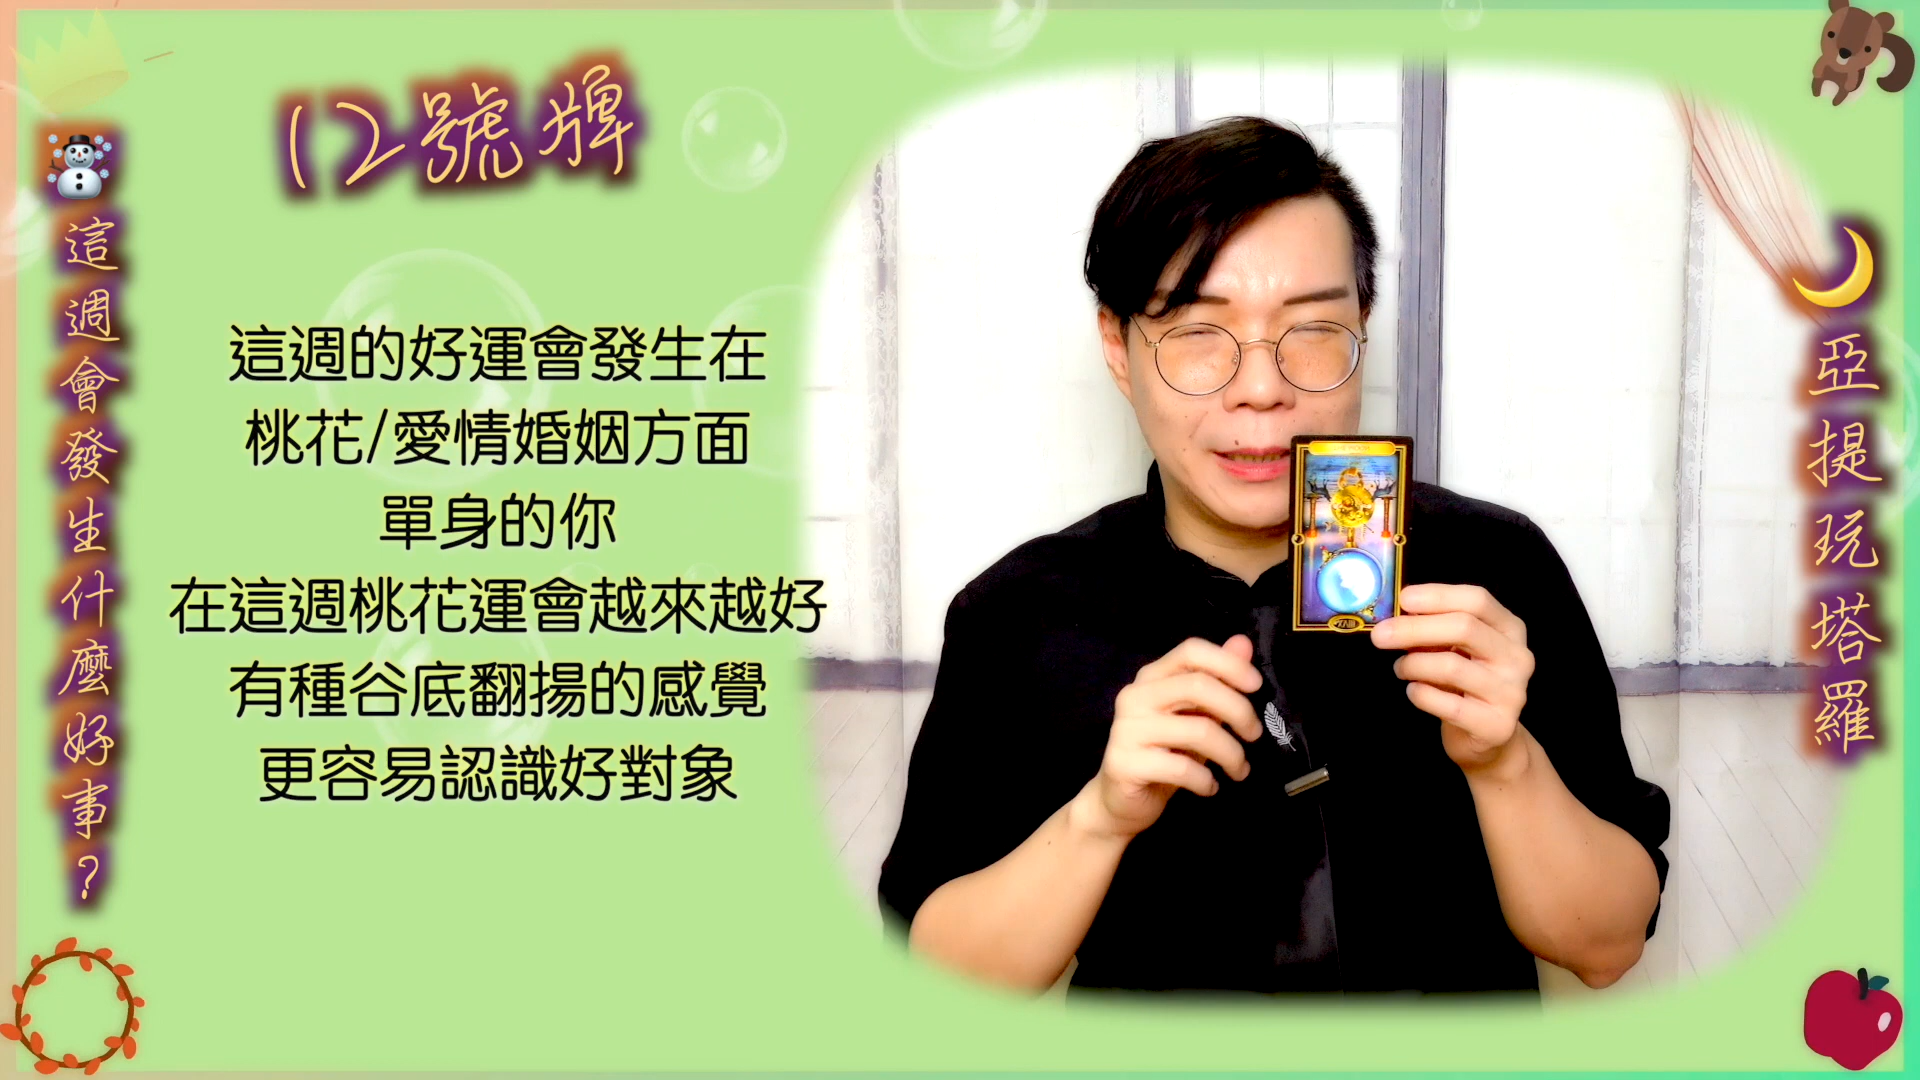 12號牌
這週會發生什麼好事?
這週的好運會發生在
桃花/愛情婚姻方面
單身的你
在這週桃花運會越來越好
有種谷底翻揚的感覺
更容易認識好對象
亞提玩塔羅